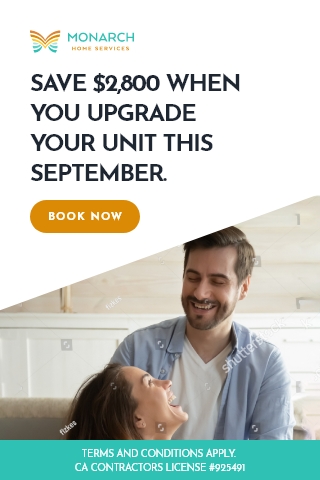 MONARCH
HOME SERVICES
SAVE $2,800 WHEN
YOU UPGRADE
YOUR UNIT THIS
SEPTEMBER.
BOOK NOW
fizkes
TERMS AND CONDITIONS APPLY.
CA CONTRACTORS LICENSE #925491